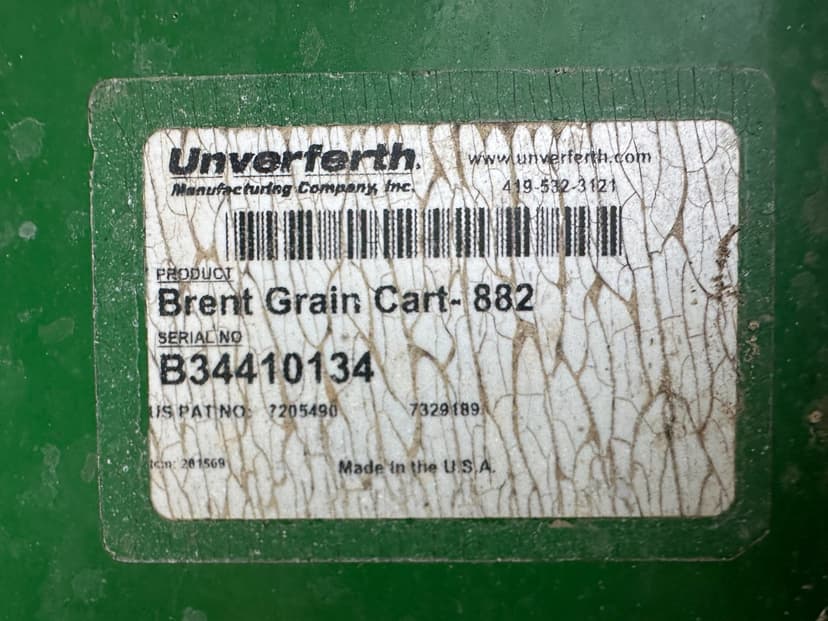 Unverferth
www.unverferth.com
Manufacturing Company, Inc.
419-532-3121
PRODUCT
Brent Grain Cart- 882
SERIAL NO
B34410134
US PAT NO: 7205490 7329189
201569
Made in the U.S.A.